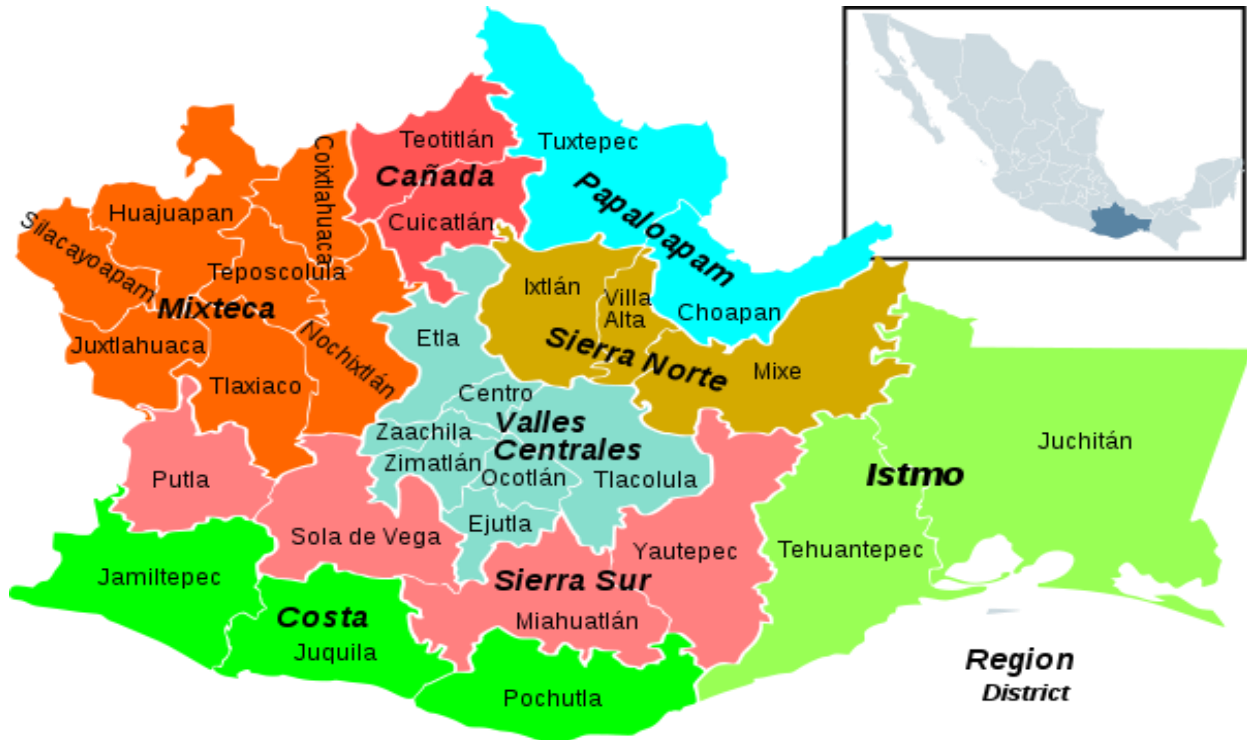 Teotitlán
Cañada
Cuicatlán
Tuxtepec
Papaloapam
Choapan
Coixtlahuaca
Huajuapan
Silacayoapam
Teposcolula
Mixteca
Juxtlahuaca
Tlaxiaco
Nochixtlán
Ixtlán
Villa
Alta
Sierra Norte
Mixe
Etla
Centro
Valles
Centrales
Zaachila
Zimatlán
Ocotlán
Tlacolula
Ejutla
Putla
Sola de Vega
Yautepec
Sierra Sur
Miahuatlán
Juchitán
Istmo
Tehuantepec
Jamiltepec
Costa
Juquila
Pochutla
Region
District